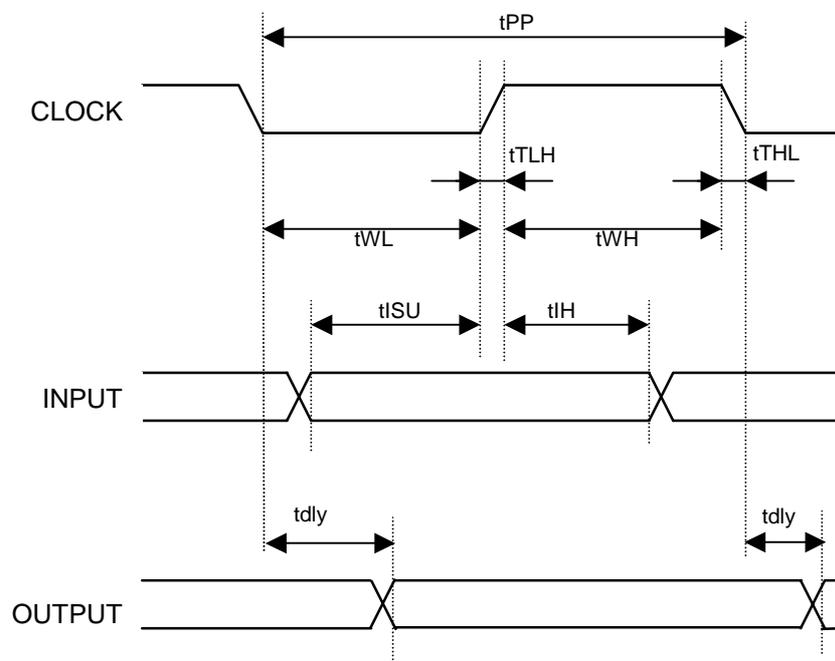 tPP
CLOCK
tTLH
tTHL
tWL
tWH
tISU
tIH
INPUT
tdly
tdly
OUTPUT